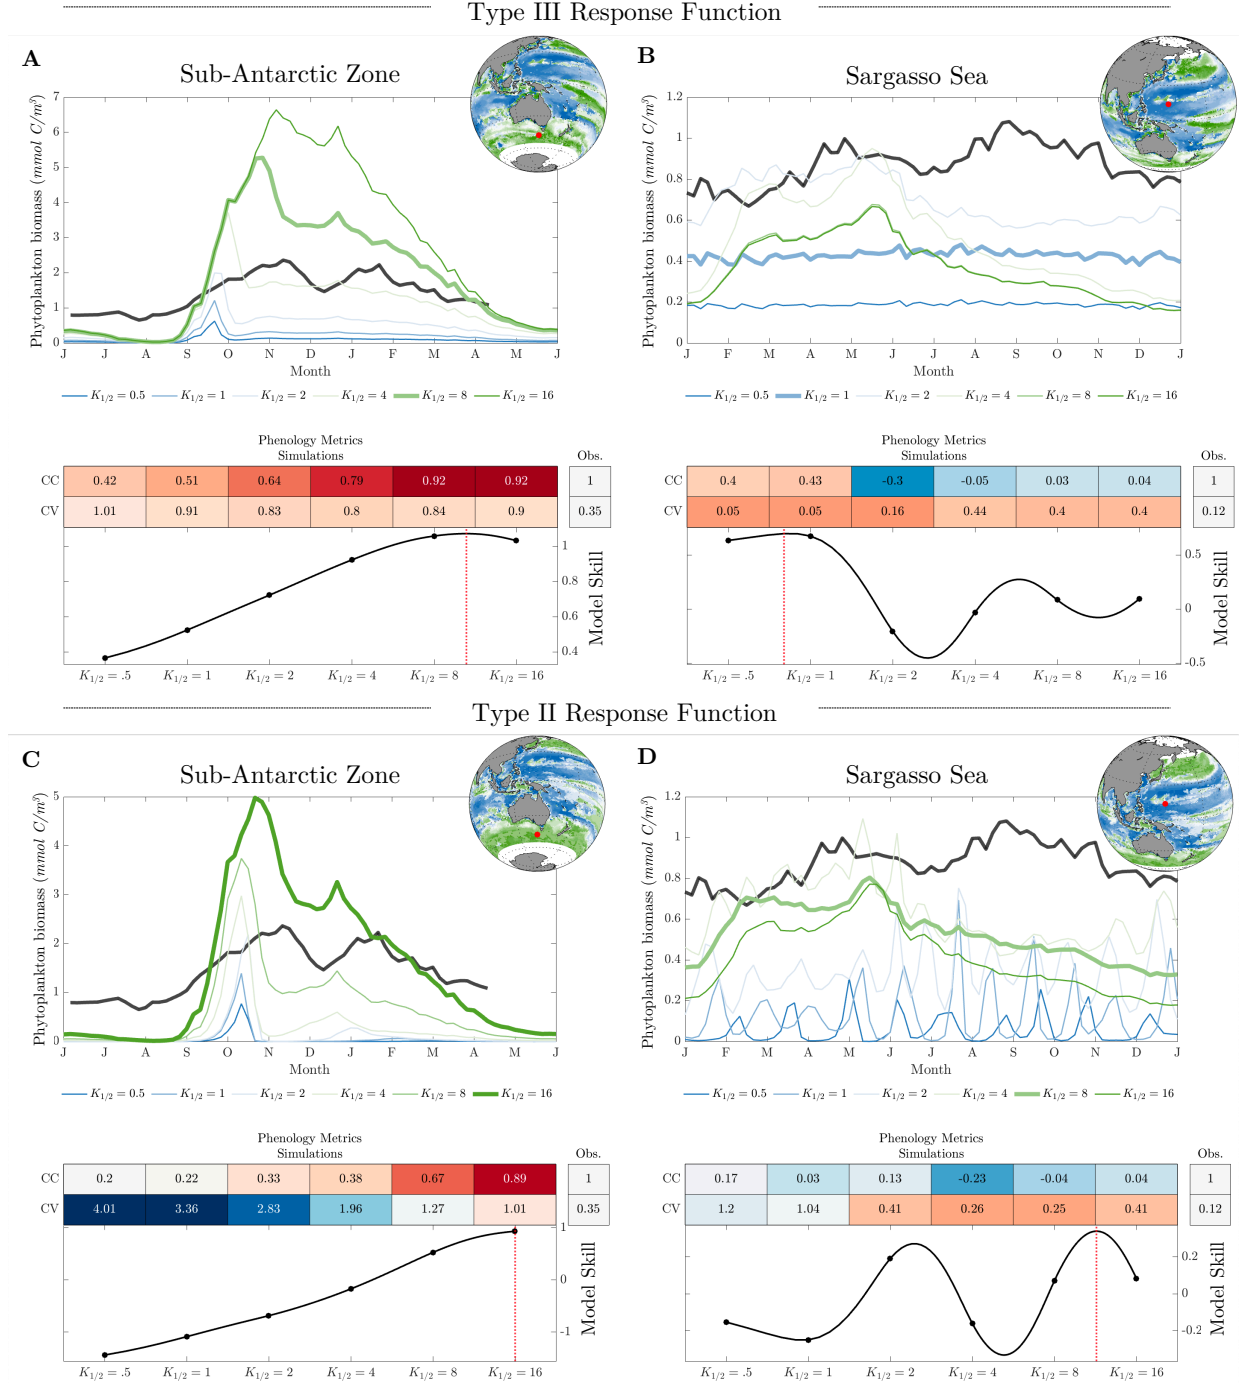 Type III Response Function
A
Sub-Antarctic Zone
Phytoplankton biomass (mmol C/m³)
7
6
5
4
3
2
1
0
J J A S O N D J F M A M J
Month
K1/2 = 0.5 K1/2 = 1 K1/2 = 2 K1/2 = 4 K1/2 = 8 K1/2 = 16
Phenology Metrics
Simulations Obs.
CC 0.42 0.51 0.64 0.79 0.92 0.92 1
CV 1.01 0.91 0.83 0.8 0.84 0.9 0.35
1
0.8
0.6
0.4
Model Skill
K1/2 = .5 K1/2 = 1 K1/2 = 2 K1/2 = 4 K1/2 = 8 K1/2 = 16
B
Sargasso Sea
Phytoplankton biomass (mmol C/m³)
1.2
1
0.8
0.6
0.4
0.2
0
J F M A M J J A S O N D J
Month
K1/2 = 0.5 K1/2 = 1 K1/2 = 2 K1/2 = 4 K1/2 = 8 K1/2 = 16
Phenology Metrics
Simulations Obs.
CC 0.4 0.43 -0.3 -0.05 0.03 0.04 1
CV 0.05 0.05 0.16 0.44 0.4 0.4 0.12
0.5
0
-0.5
Model Skill
K1/2 = .5 K1/2 = 1 K1/2 = 2 K1/2 = 4 K1/2 = 8 K1/2 = 16
Type II Response Function
C
Sub-Antarctic Zone
Phytoplankton biomass (mmol C/m³)
5
4
3
2
1
0
J J A S O N D J F M A M J
Month
K1/2 = 0.5 K1/2 = 1 K1/2 = 2 K1/2 = 4 K1/2 = 8 K1/2 = 16
Phenology Metrics
Simulations Obs.
CC 0.2 0.22 0.33 0.38 0.67 0.89 1
CV 4.01 3.36 2.83 1.96 1.27 1.01 0.35
1
0
-1
Model Skill
K1/2 = .5 K1/2 = 1 K1/2 = 2 K1/2 = 4 K1/2 = 8 K1/2 = 16
D
Sargasso Sea
Phytoplankton biomass (mmol C/m³)
1.2
1
0.8
0.6
0.4
0.2
0
J F M A M J J A S O N D J
Month
K1/2 = 0.5 K1/2 = 1 K1/2 = 2 K1/2 = 4 K1/2 = 8 K1/2 = 16
Phenology Metrics
Simulations Obs.
CC 0.17 0.03 0.13 -0.23 -0.04 0.04 1
CV 1.2 1.04 0.41 0.26 0.25 0.41 0.12
0.2
0
-0.2
Model Skill
K1/2 = .5 K1/2 = 1 K1/2 = 2 K1/2 = 4 K1/2 = 8 K1/2 = 16